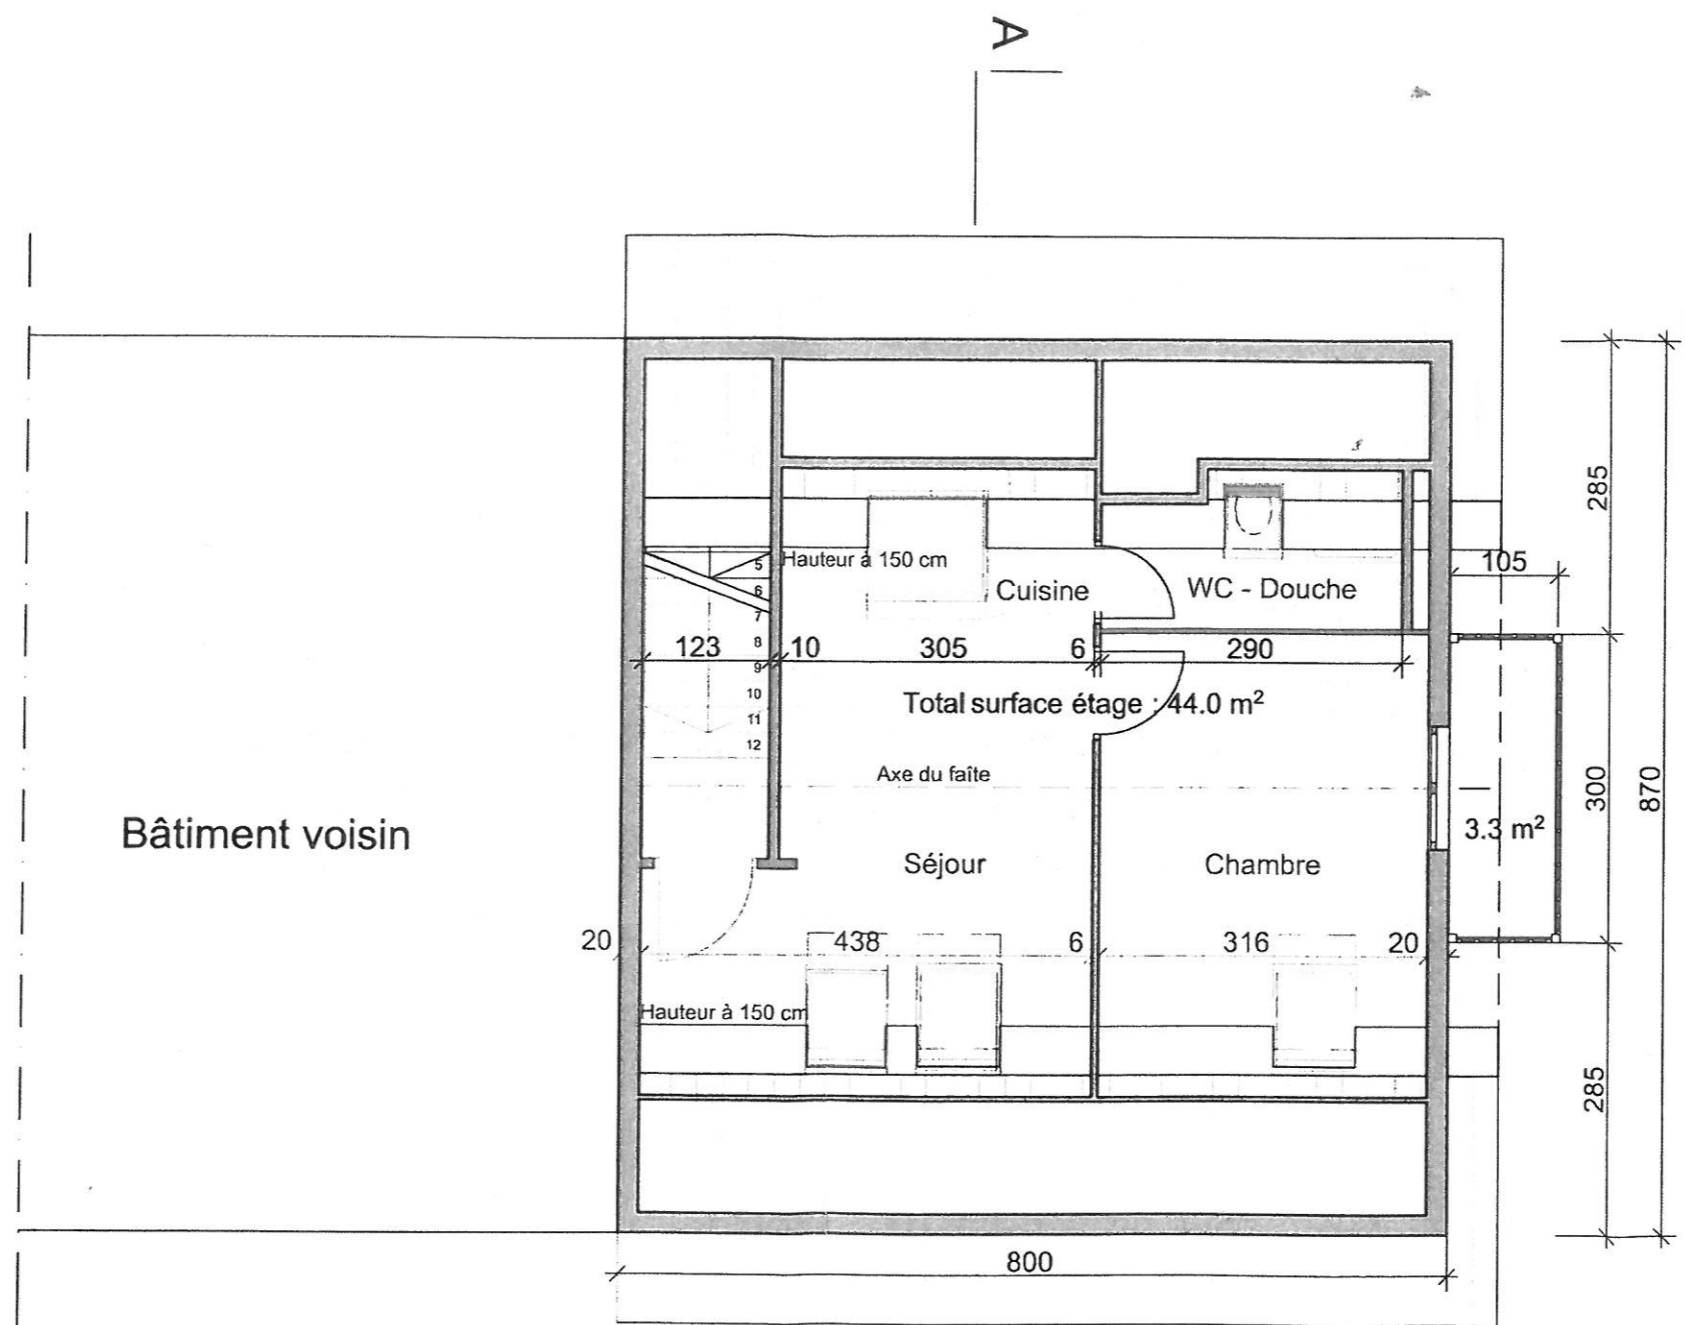 A
285
105
5
Hauteur à 150 cm
6
Cuisine
WC - Douche
7
8
123
10
305
6
290
9
10
Total surface étage : 44.0 m²
11
12
Axe du faîte
300
870
Bâtiment voisin
3.3 m²
Séjour
Chambre
20
438
6
316
20
Hauteur à 150 cm
285
800